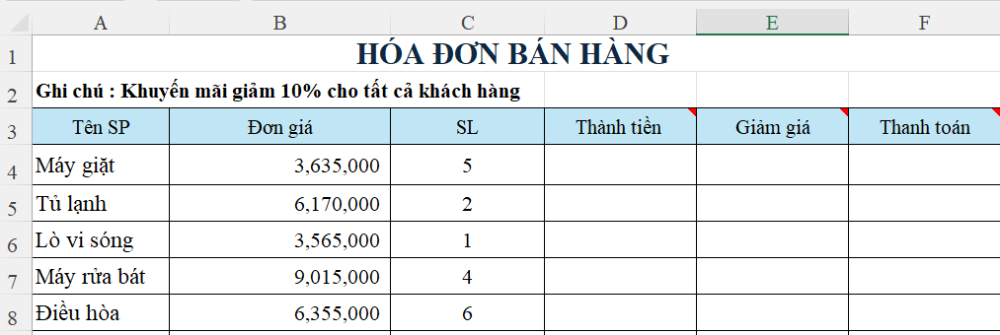 A B C D E F
1 HÓA ĐƠN BÁN HÀNG
2 Ghi chú : Khuyến mãi giảm 10% cho tất cả khách hàng
3 Tên SP Đơn giá SL Thành tiền Giảm giá Thanh toán
4 Máy giặt 3,635,000 5
5 Tủ lạnh 6,170,000 2
6 Lò vi sóng 3,565,000 1
7 Máy rửa bát 9,015,000 4
8 Điều hòa 6,355,000 6